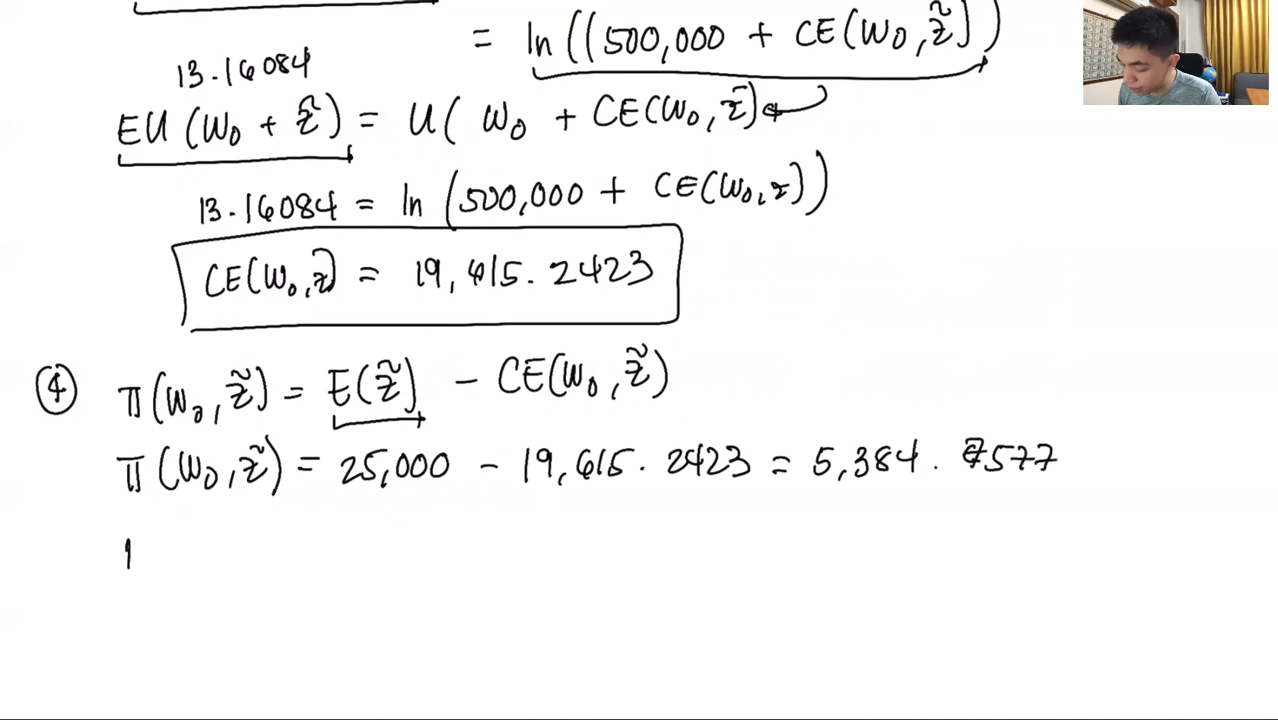 = ln((500,000 + CE(W₀,z̃))
13.16084
EU(W₀ + z̃) = U( W₀ + CE(W₀,z̃)
13.16084 = ln (500,000 + CE(W₀,z))
CE(W₀,z̃) = 19,615.2423
④ π(W₀,z̃) = E(z̃) - CE(W₀,z̃)
π(W₀,z̃) = 25,000 - 19,615.2423 = 5,384.7577